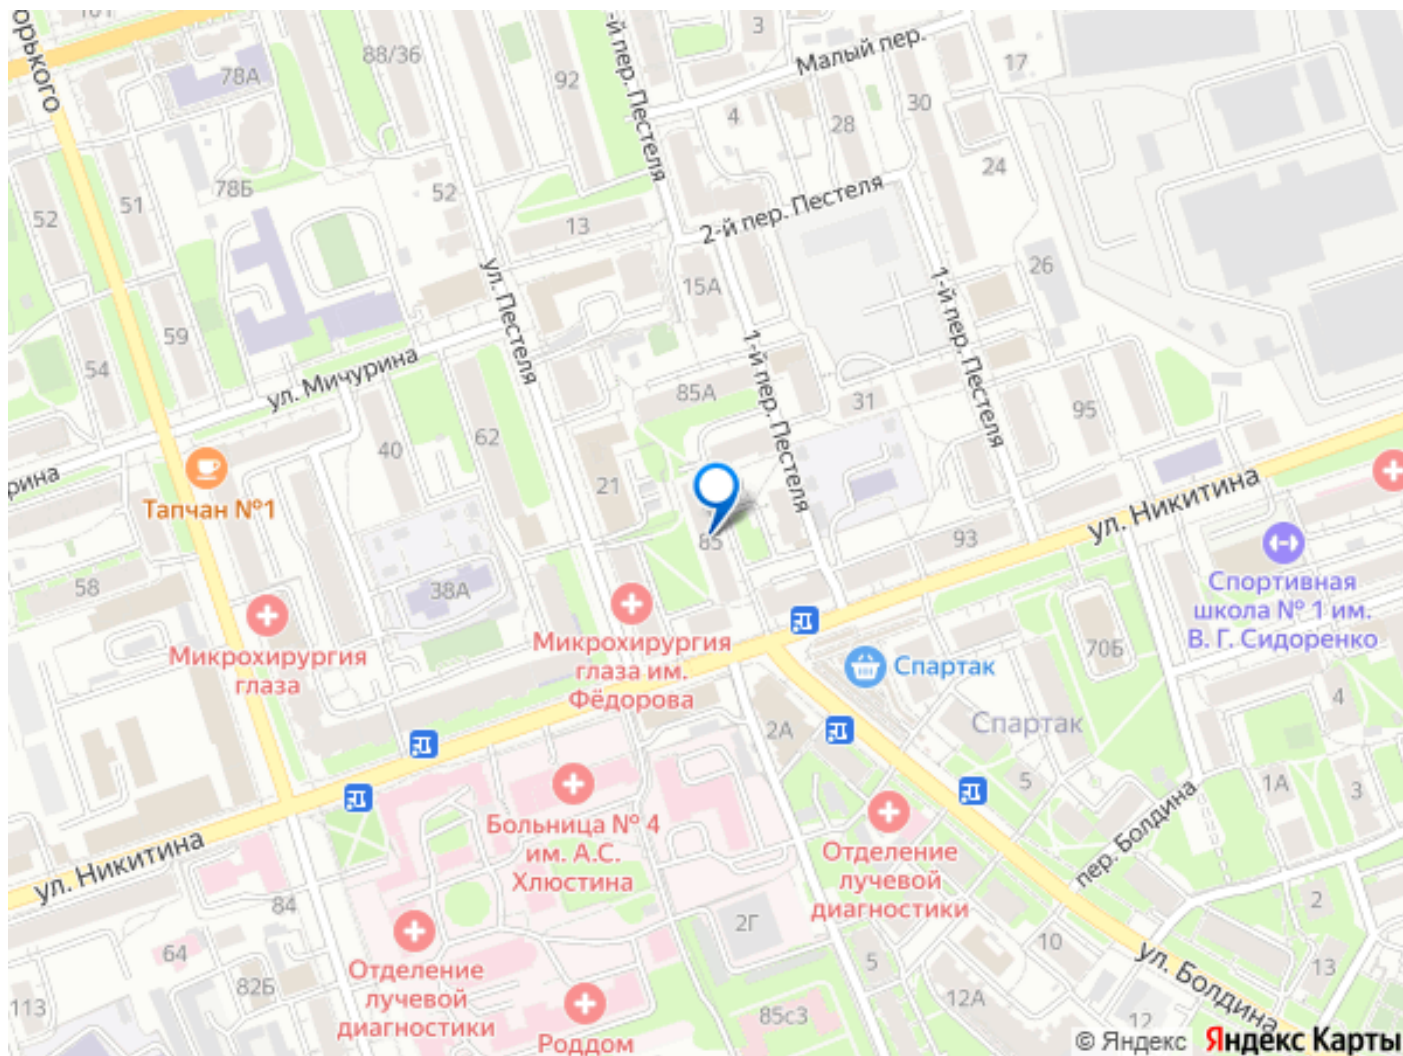 78А
88/36
92
3
Малый пер.
17
4
28
30
24
78Б
52
51
52
13
1-й пер. Пестеля
2-й пер. Пестеля
26
15А
ул. Пестеля
59
54
ул. Мичурина
1-й пер. Пестеля
1-й пер. Пестеля
85А
31
95
40
62
21
Тапчан №1
85
93
ул. Никитина
58
38А
Спортивная
школа № 1 им.
В. Г. Сидоренко
Микрохирургия
глаза
Микрохирургия
глаза им.
Фёдорова
Спартак
70Б
2А
Спартак
4
5
1А
3
Больница № 4
им. А.С.
Хлюстина
пер. Болдина
ул. Никитина
Отделение
лучевой
диагностики
84
2Г
2
64
10
5
13
82Б
113
Отделение
лучевой
диагностики
12А
ул. Болдина
85с3
12
Роддом
© Яндекс Яндекс Карты